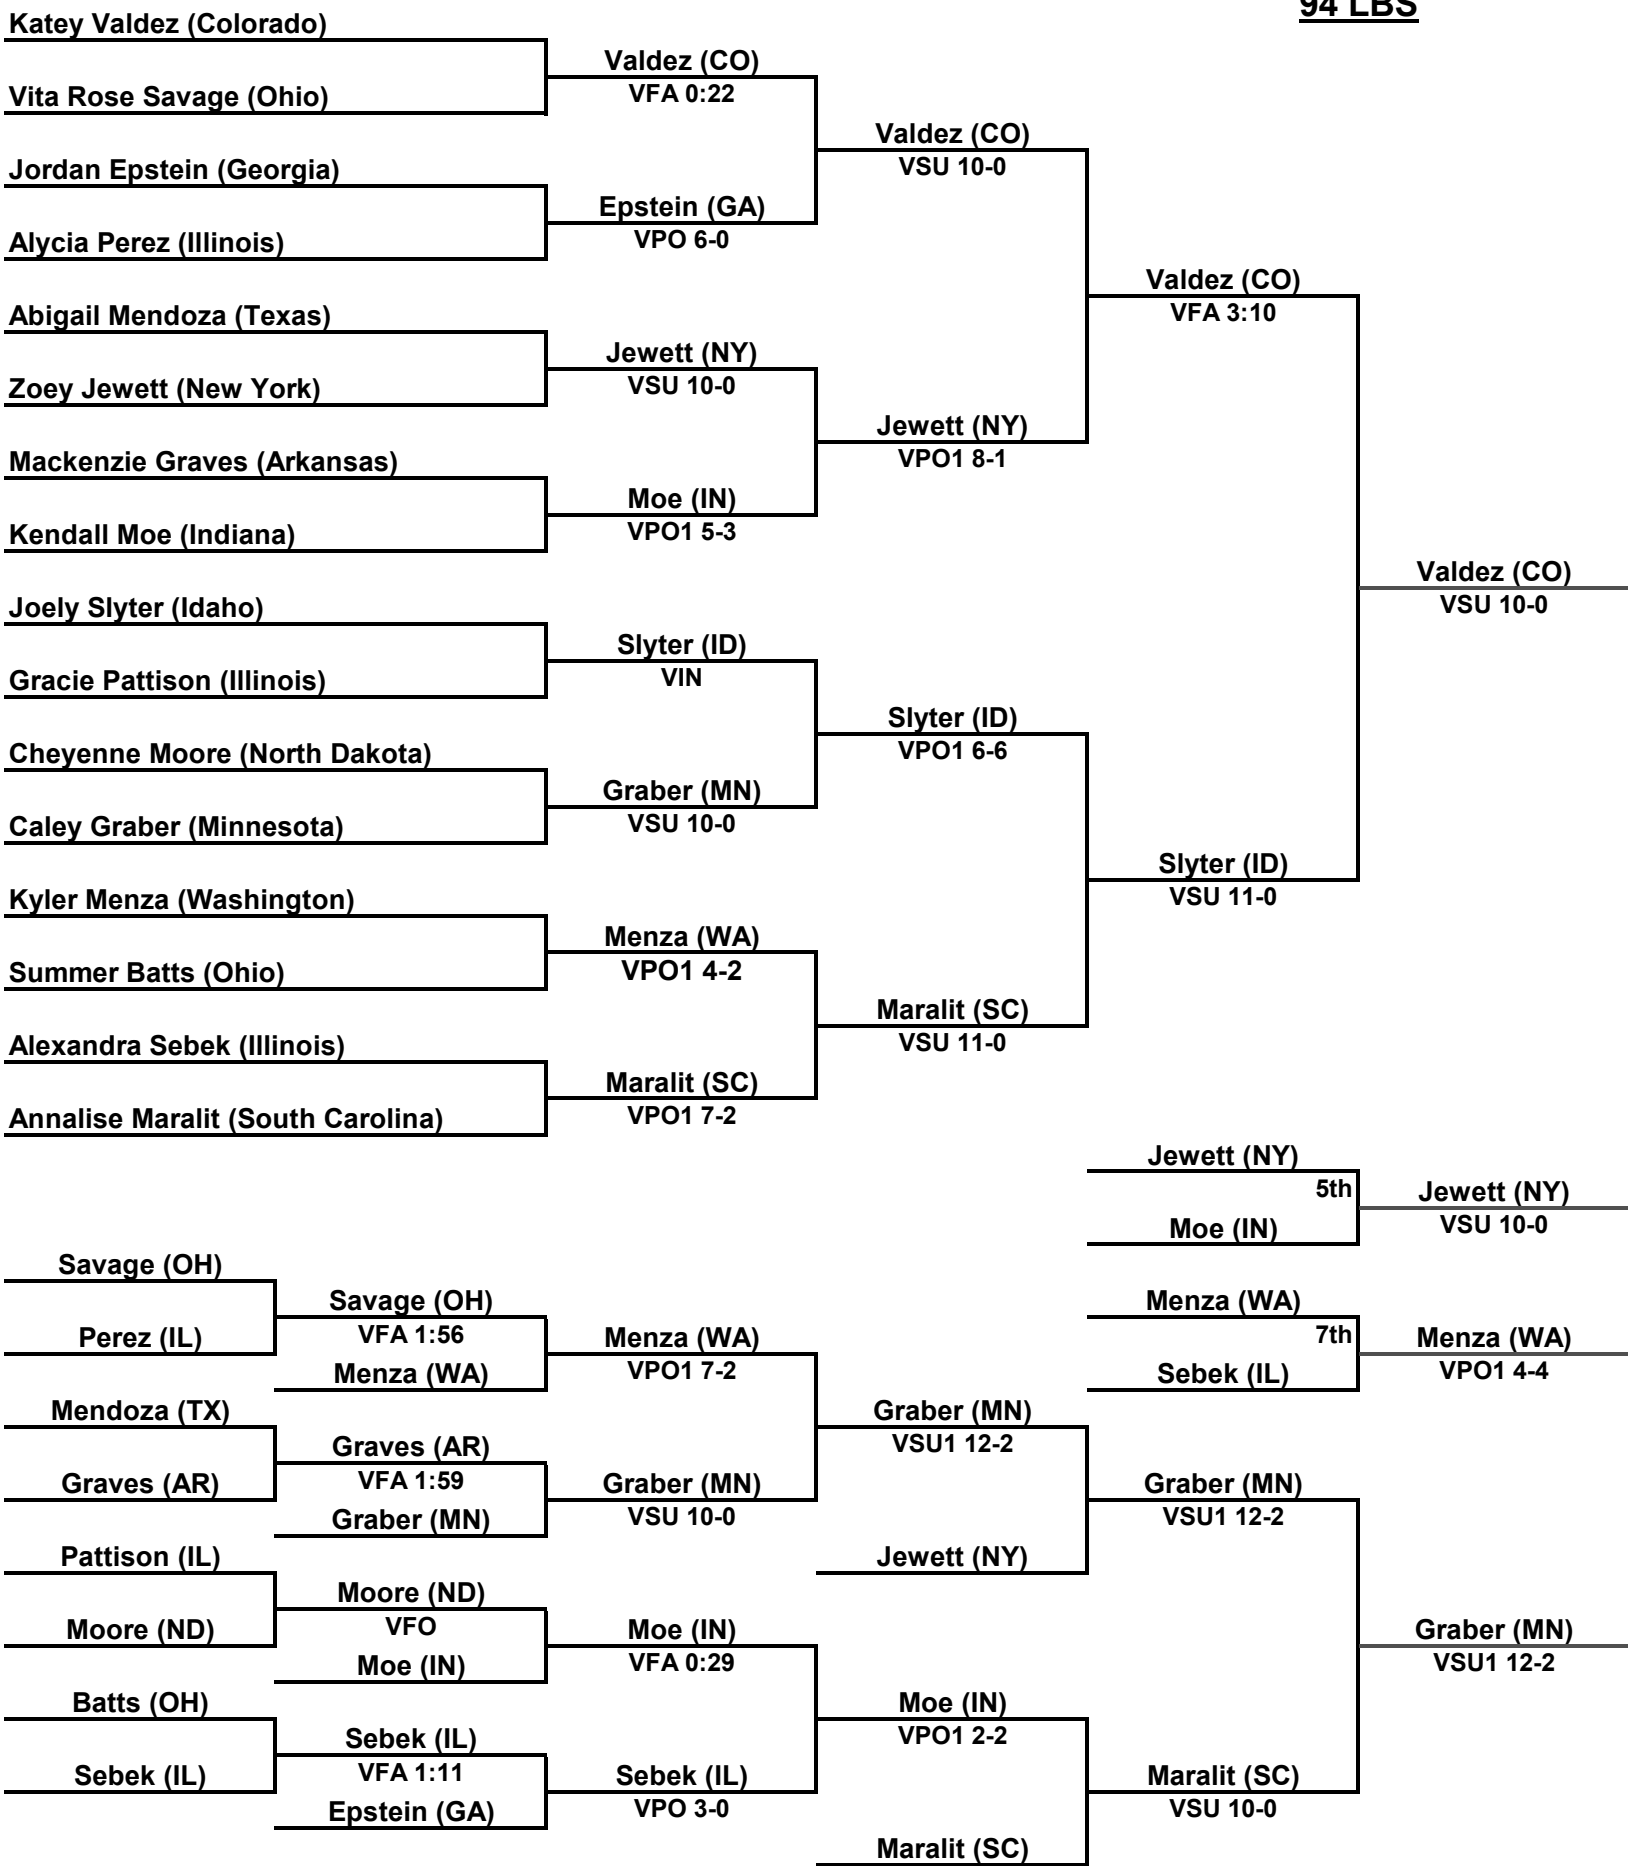 94 LBS
Katey Valdez (Colorado)
Valdez (CO)
Vita Rose Savage (Ohio)
VFA 0:22
Valdez (CO)
VSU 10-0
Jordan Epstein (Georgia)
Epstein (GA)
Alycia Perez (Illinois)
VPO 6-0
Valdez (CO)
VFA 3:10
Abigail Mendoza (Texas)
Jewett (NY)
Zoey Jewett (New York)
VSU 10-0
Jewett (NY)
VPO1 8-1
Mackenzie Graves (Arkansas)
Moe (IN)
Kendall Moe (Indiana)
VPO1 5-3
Valdez (CO)
VSU 10-0
Joely Slyter (Idaho)
Slyter (ID)
Gracie Pattison (Illinois)
VIN
Slyter (ID)
VPO1 6-6
Cheyenne Moore (North Dakota)
Graber (MN)
Caley Graber (Minnesota)
VSU 10-0
Slyter (ID)
VSU 11-0
Kyler Menza (Washington)
Menza (WA)
Summer Batts (Ohio)
VPO1 4-2
Maralit (SC)
VSU 11-0
Alexandra Sebek (Illinois)
Maralit (SC)
Annalise Maralit (South Carolina)
VPO1 7-2
Jewett (NY)
5th
Jewett (NY)
Moe (IN)
VSU 10-0
Savage (OH)
Savage (OH)
Perez (IL)
VFA 1:56
Menza (WA)
Menza (WA)
VPO1 7-2
Menza (WA)
7th
Menza (WA)
Sebek (IL)
VPO1 4-4
Mendoza (TX)
Graves (AR)
Graves (AR)
VFA 1:59
Graber (MN)
Graber (MN)
VSU 10-0
Graber (MN)
VSU1 12-2
Graber (MN)
VSU1 12-2
Jewett (NY)
Pattison (IL)
Moore (ND)
Moore (ND)
VFO
Moe (IN)
Moe (IN)
VFA 0:29
Graber (MN)
VSU1 12-2
Batts (OH)
Sebek (IL)
Sebek (IL)
VFA 1:11
Epstein (GA)
Sebek (IL)
VPO 3-0
Moe (IN)
VPO1 2-2
Maralit (SC)
VSU 10-0
Maralit (SC)